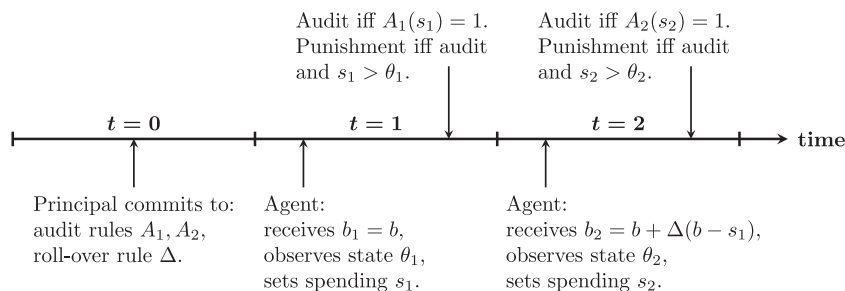 Audit iff A₁(s₁) = 1.
Punishment iff audit
and s₁ > θ₁.
Audit iff A₂(s₂) = 1.
Punishment iff audit
and s₂ > θ₂.
t = 0
t = 1
t = 2
time
Principal commits to:
audit rules A₁, A₂,
roll-over rule Δ.
Agent:
receives b₁ = b,
observes state θ₁,
sets spending s₁.
Agent:
receives b₂ = b + Δ(b − s₁),
observes state θ₂,
sets spending s₂.